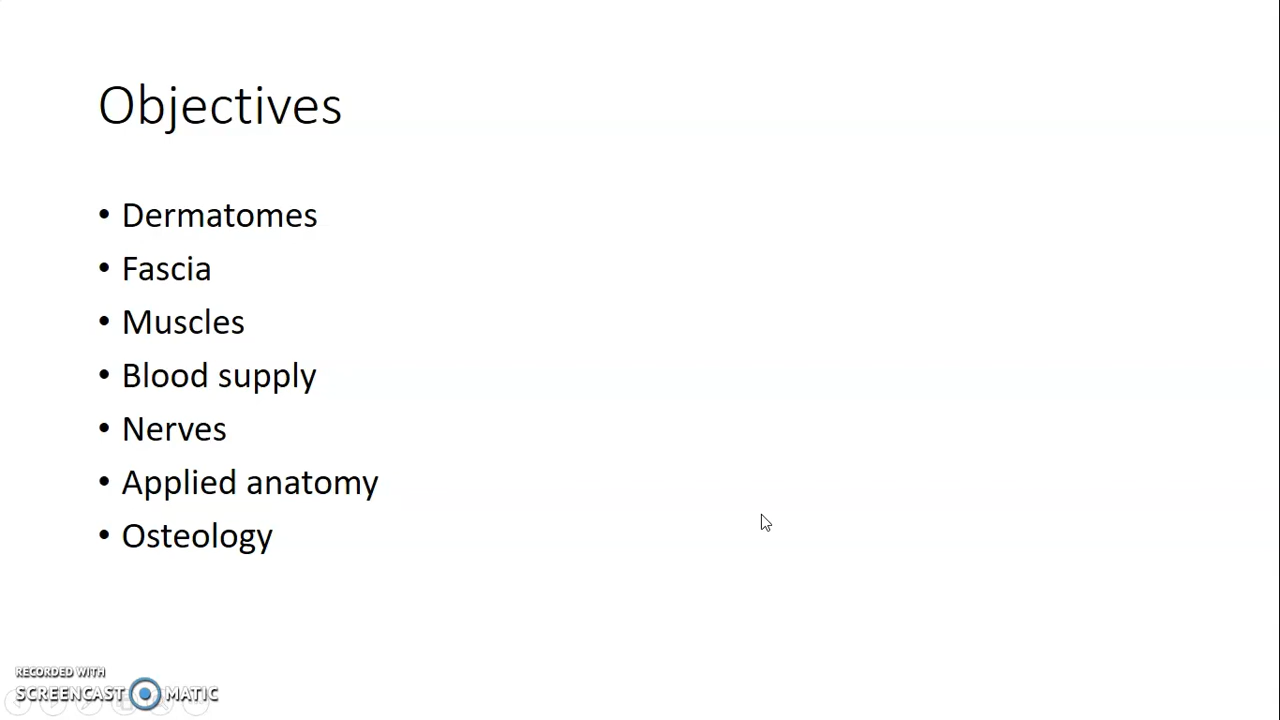 Objectives
• Dermatomes
• Fascia
• Muscles
• Blood supply
• Nerves
• Applied anatomy
• Osteology
RECORDED WITH
SCREENCAST MATIC